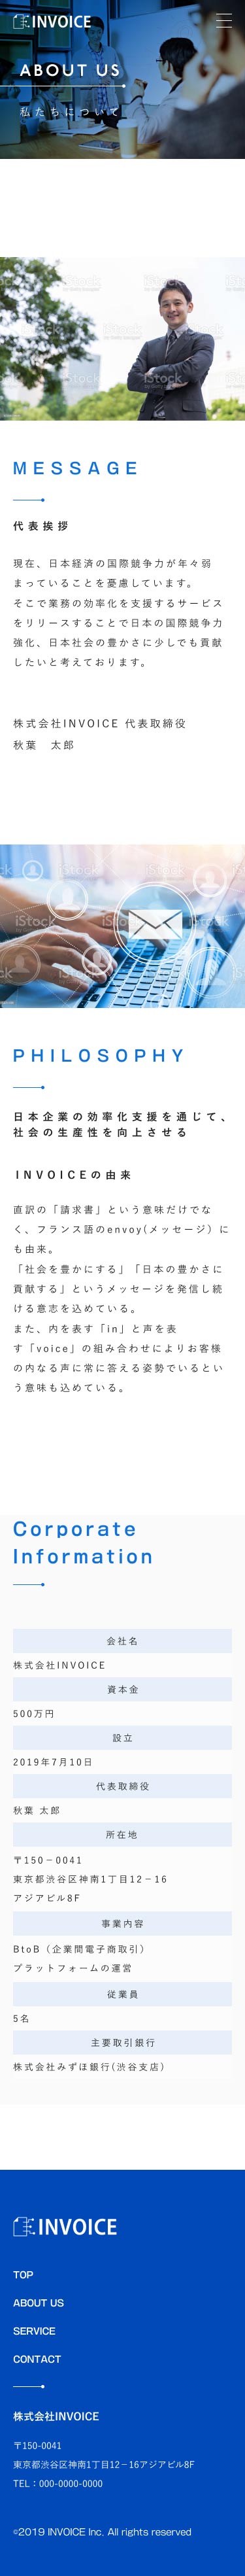 INVOICE
ABOUT US
私たちについて
iStock
MESSAGE
代表挨拶
現在、日本経済の国際競争力が年々弱
まっていることを憂慮しています。
そこで業務の効率化を支援するサービス
をリリースすることで日本の国際競争力
強化、日本社会の豊かさに少しでも貢献
したいと考えております。
株式会社INVOICE 代表取締役
秋葉　太郎
iStock
PHILOSOPHY
日本企業の効率化支援を通じて、
社会の生産性を向上させる
INVOICEの由来
直訳の「請求書」という意味だけでな
く、フランス語のenvoy(メッセージ) に
も由来。
「社会を豊かにする」「日本の豊かさに
貢献する」というメッセージを発信し続
ける意志を込めている。
また、内を表す「in」と声を表
す「voice」の組み合わせによりお客様
の内なる声に常に答える姿勢でいるとい
う意味も込めている。
Corporate
Information
会社名
株式会社INVOICE
資本金
500万円
設立
2019年7月10日
代表取締役
秋葉 太郎
所在地
〒150－0041
東京都渋谷区神南1丁目12－16
アジアビル8F
事業内容
BtoB（企業間電子商取引）
プラットフォームの運営
従業員
5名
主要取引銀行
株式会社みずほ銀行(渋谷支店)
INVOICE
TOP
ABOUT US
SERVICE
CONTACT
株式会社INVOICE
〒150-0041
東京都渋谷区神南1丁目12－16アジアビル8F
TEL：000-0000-0000
©2019 INVOICE Inc. All rights reserved